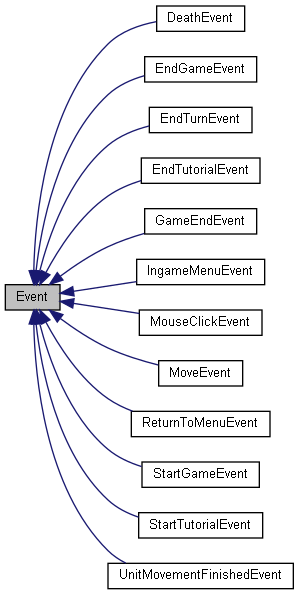 DeathEvent
EndGameEvent
EndTurnEvent
EndTutorialEvent
GameEndEvent
IngameMenuEvent
Event
MouseClickEvent
MoveEvent
ReturnToMenuEvent
StartGameEvent
StartTutorialEvent
UnitMovementFinishedEvent